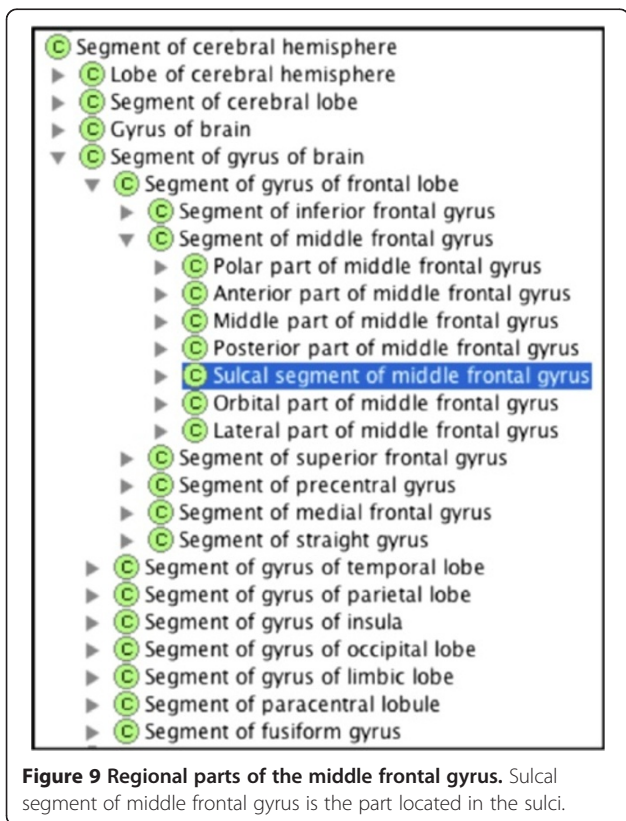 C Segment of cerebral hemisphere
C Lobe of cerebral hemisphere
C Segment of cerebral lobe
C Gyrus of brain
C Segment of gyrus of brain
C Segment of gyrus of frontal lobe
C Segment of inferior frontal gyrus
C Segment of middle frontal gyrus
C Polar part of middle frontal gyrus
C Anterior part of middle frontal gyrus
C Middle part of middle frontal gyrus
C Posterior part of middle frontal gyrus
C Sulcal segment of middle frontal gyrus
C Orbital part of middle frontal gyrus
C Lateral part of middle frontal gyrus
C Segment of superior frontal gyrus
C Segment of precentral gyrus
C Segment of medial frontal gyrus
C Segment of straight gyrus
C Segment of gyrus of temporal lobe
C Segment of gyrus of parietal lobe
C Segment of gyrus of insula
C Segment of gyrus of occipital lobe
C Segment of gyrus of limbic lobe
C Segment of paracentral lobule
C Segment of fusiform gyrus
Figure 9 Regional parts of the middle frontal gyrus. Sulcal
segment of middle frontal gyrus is the part located in the sulci.